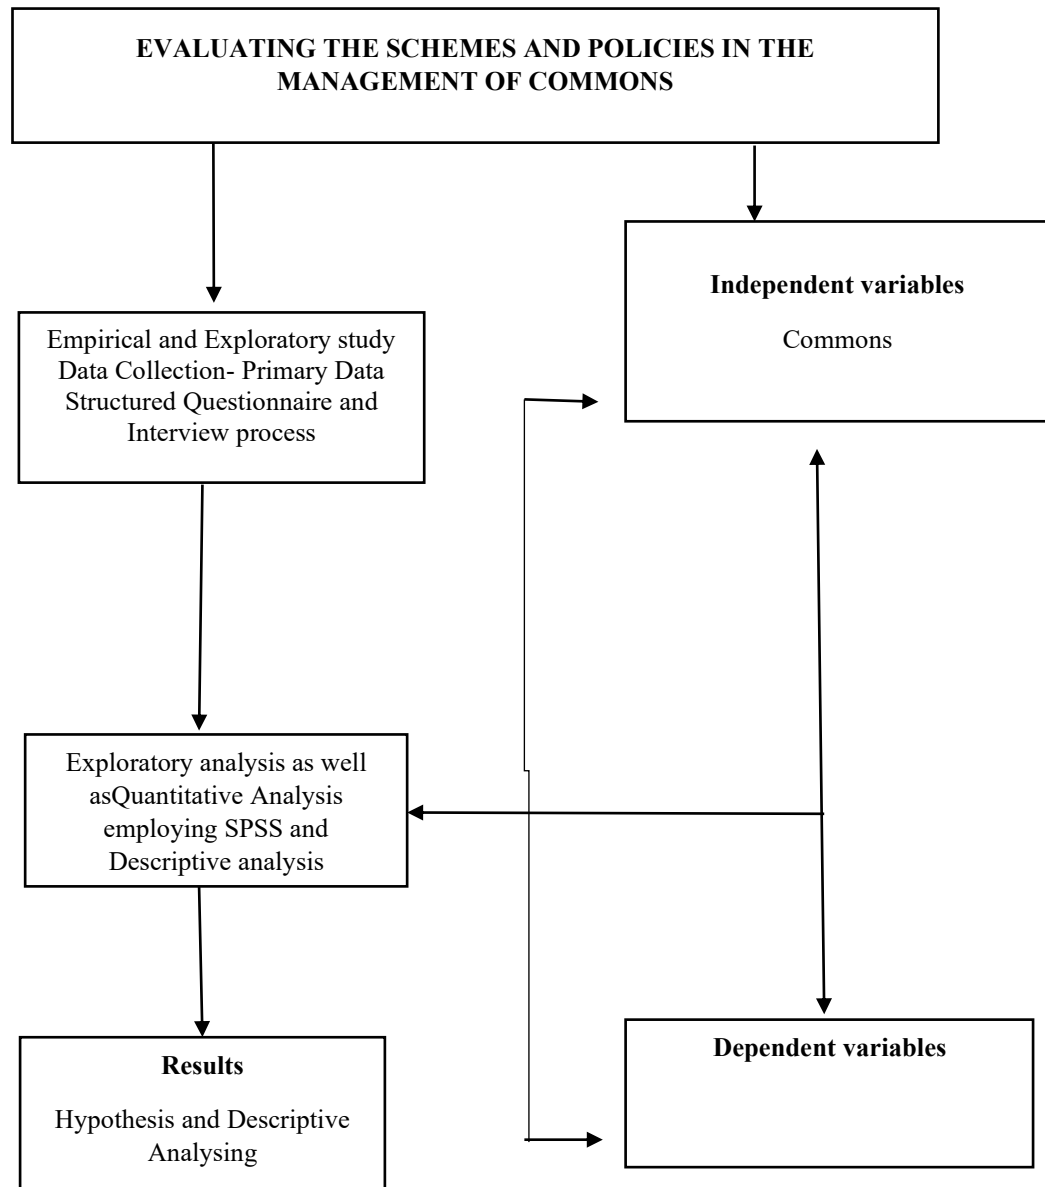 EVALUATING THE SCHEMES AND POLICIES IN THE
MANAGEMENT OF COMMONS
Independent variables
Commons
Empirical and Exploratory study
Data Collection- Primary Data
Structured Questionnaire and
Interview process
Exploratory analysis as well
asQuantitative Analysis
employing SPSS and
Descriptive analysis
Results
Hypothesis and Descriptive
Analysing
Dependent variables